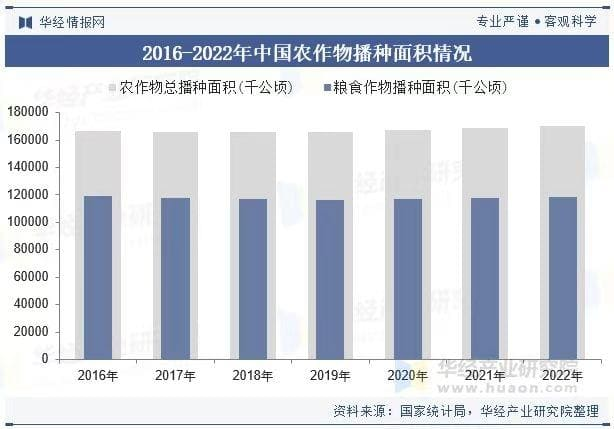 华经情报网
专业严谨 • 客观科学
2016-2022年中国农作物播种面积情况
农作物总播种面积(千公顷) 粮食作物播种面积(千公顷)
180000
160000
140000
120000
100000
80000
60000
40000
20000
0
2016年 2017年 2018年 2019年 2020年 2021年 2022年
华经产业研究院
www.huaon.com
资料来源：国家统计局，华经产业研究院整理